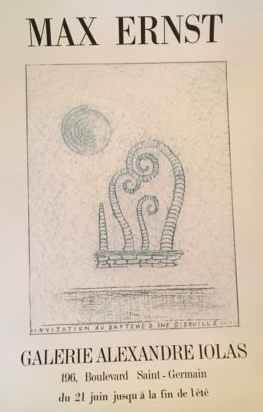 MAX ERNST
INVITATION AU BAPTEME D UNE GIDOUILLE
GALERIE ALEXANDRE IOLAS
196, Boulevard Saint-Germain
du 21 juin jusqu'à la fin de l'été